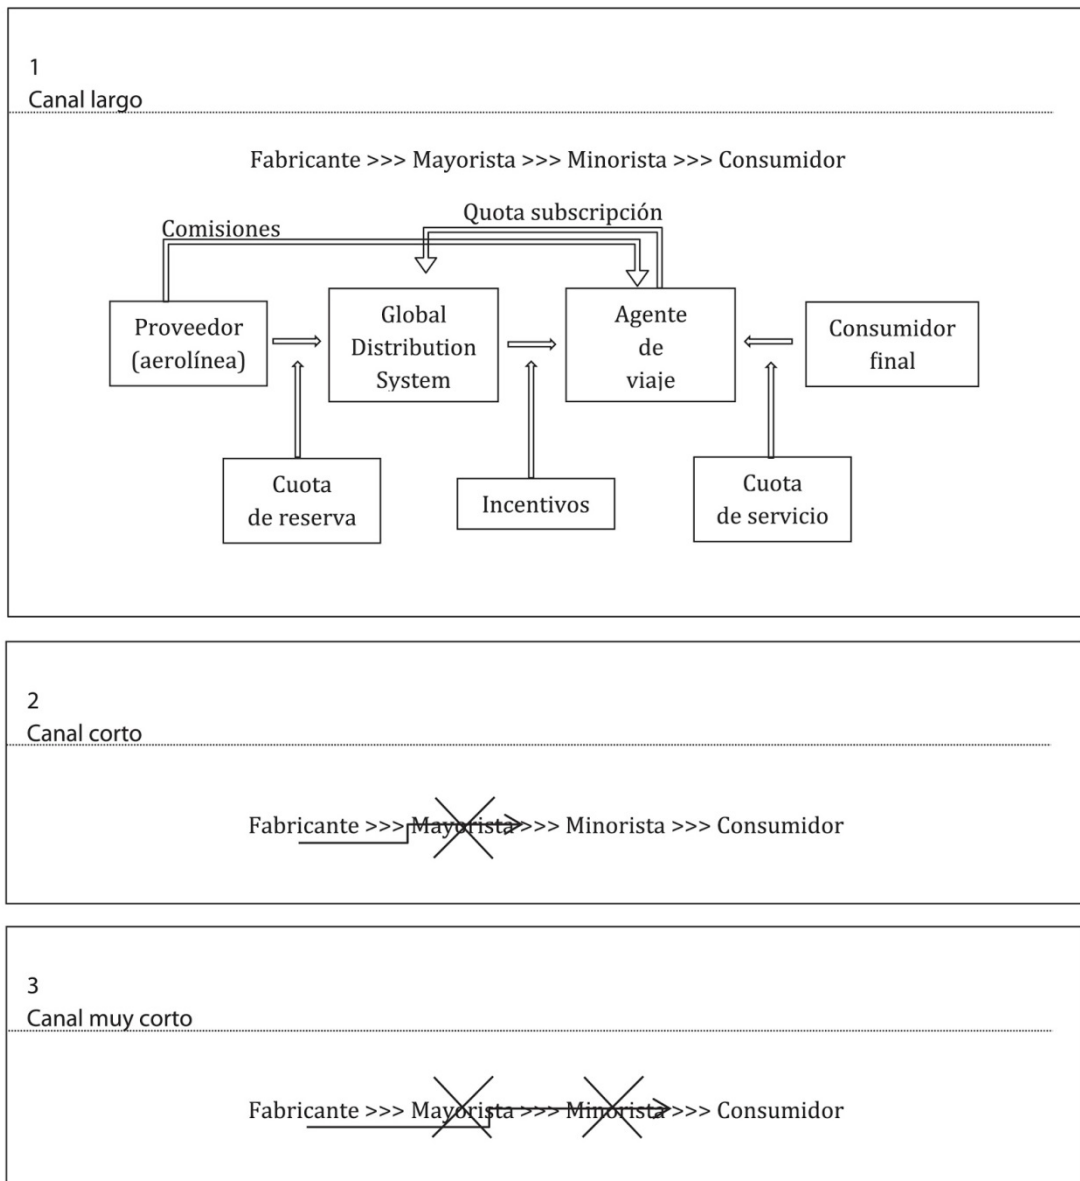 1
Canal largo
Fabricante >>> Mayorista >>> Minorista >>> Consumidor
Quota subscripción
Comisiones
Proveedor
(aerolínea)
Global
Distribution
System
Agente
de
viaje
Consumidor
final
Cuota
de reserva
Incentivos
Cuota
de servicio
2
Canal corto
Fabricante >>> Mayorista >>> Minorista >>> Consumidor
3
Canal muy corto
Fabricante >>> Mayorista >>> Minorista >>> Consumidor